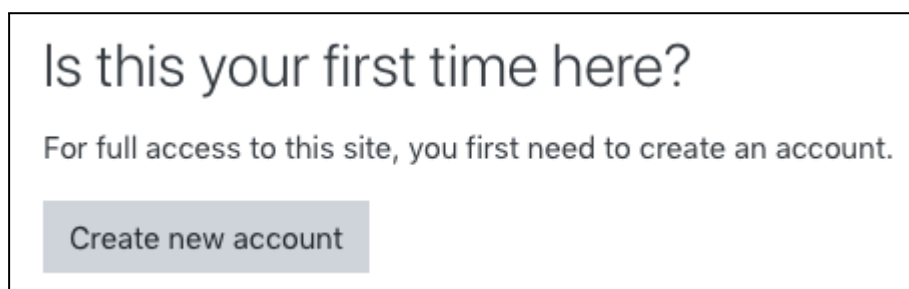 Is this your first time here?
For full access to this site, you first need to create an account.
Create new account